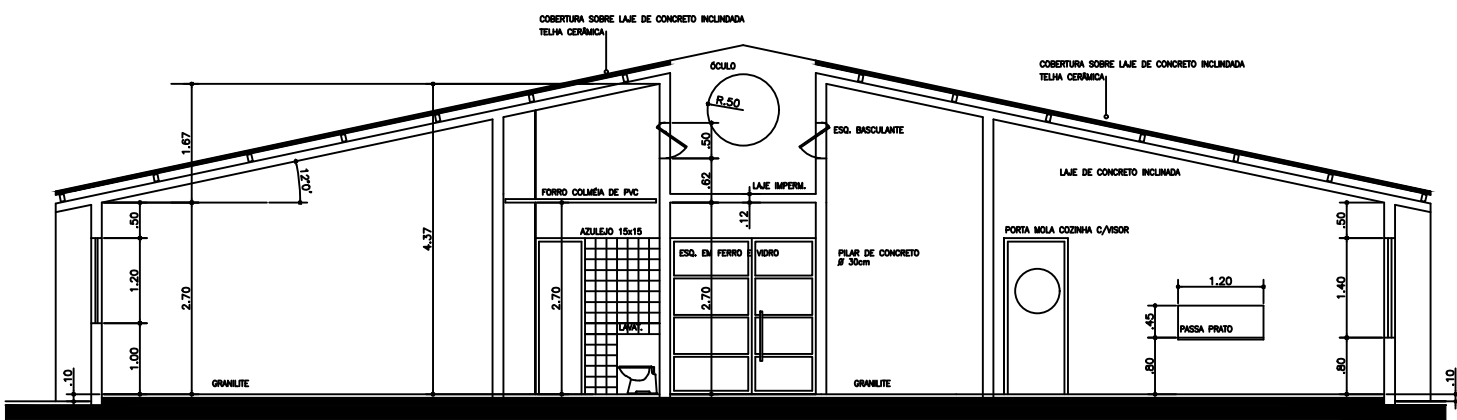 COBERTURA SOBRE LAJE DE CONCRETO INCLINDADA
TELHA CERÂMICA
COBERTURA SOBRE LAJE DE CONCRETO INCLINDADA
TELHA CERÂMICA
ÓCULO
R.50
ESQ. BASCULANTE
1.67
.50
12°0'
FORRO COLMÉIA DE PVC
.62
LAJE IMPERM.
LAJE DE CONCRETO INCLINADA
.50
.12
.50
4.37
AZULEJO 15x15
PORTA MOLA COZINHA C/VISOR
ESQ. EM FERRO E VIDRO
PILAR DE CONCRETO
Ø 30cm
1.20
2.70
2.70
2.70
1.20
1.40
.45
LAVAT.
PASSA PRATO
1.00
.80
.80
.10
GRANILITE
GRANILITE
.10